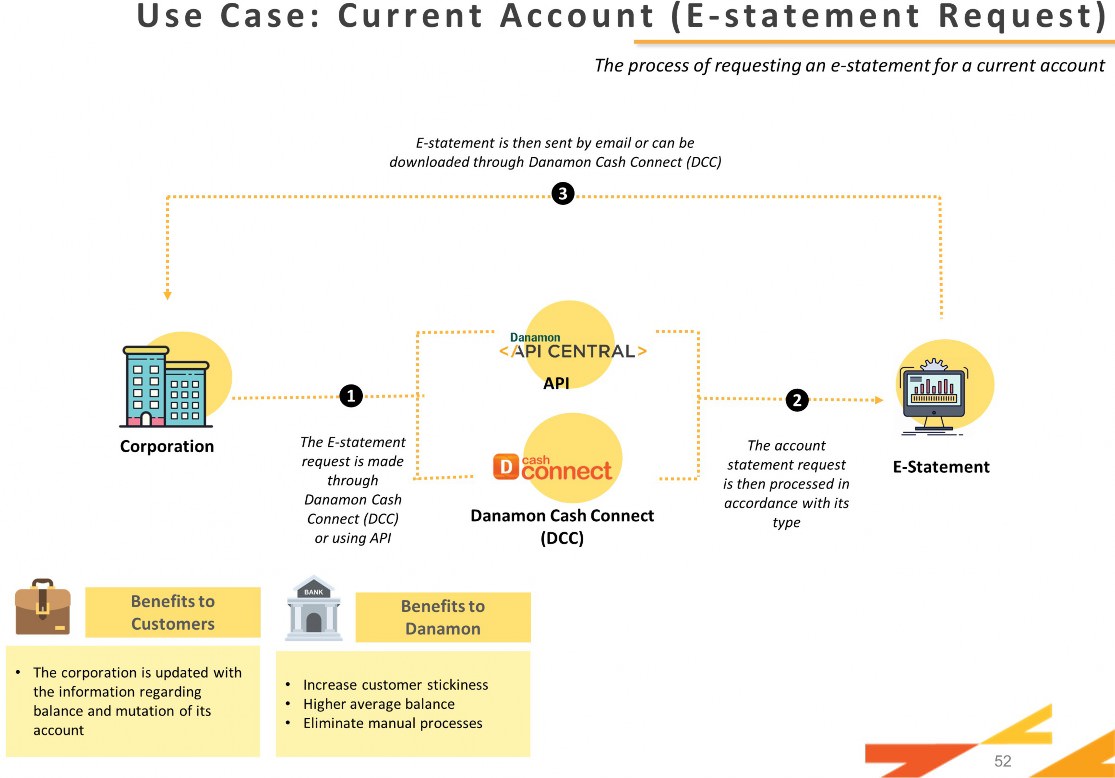 Use Case: Current Account (E-statement Request)
The process of requesting an e-statement for a current account
E-statement is then sent by email or can be
downloaded through Danamon Cash Connect (DCC)
3
Danamon
<API CENTRAL>
API
1
2
Corporation
The E-statement
request is made
through
Danamon Cash
Connect (DCC)
or using API
D cash
connect
Danamon Cash Connect
(DCC)
The account
statement request
is then processed in
accordance with its
type
E-Statement
Benefits to
Customers
• The corporation is updated with
the information regarding
balance and mutation of its
account
BANK
Benefits to
Danamon
• Increase customer stickiness
• Higher average balance
• Eliminate manual processes
52